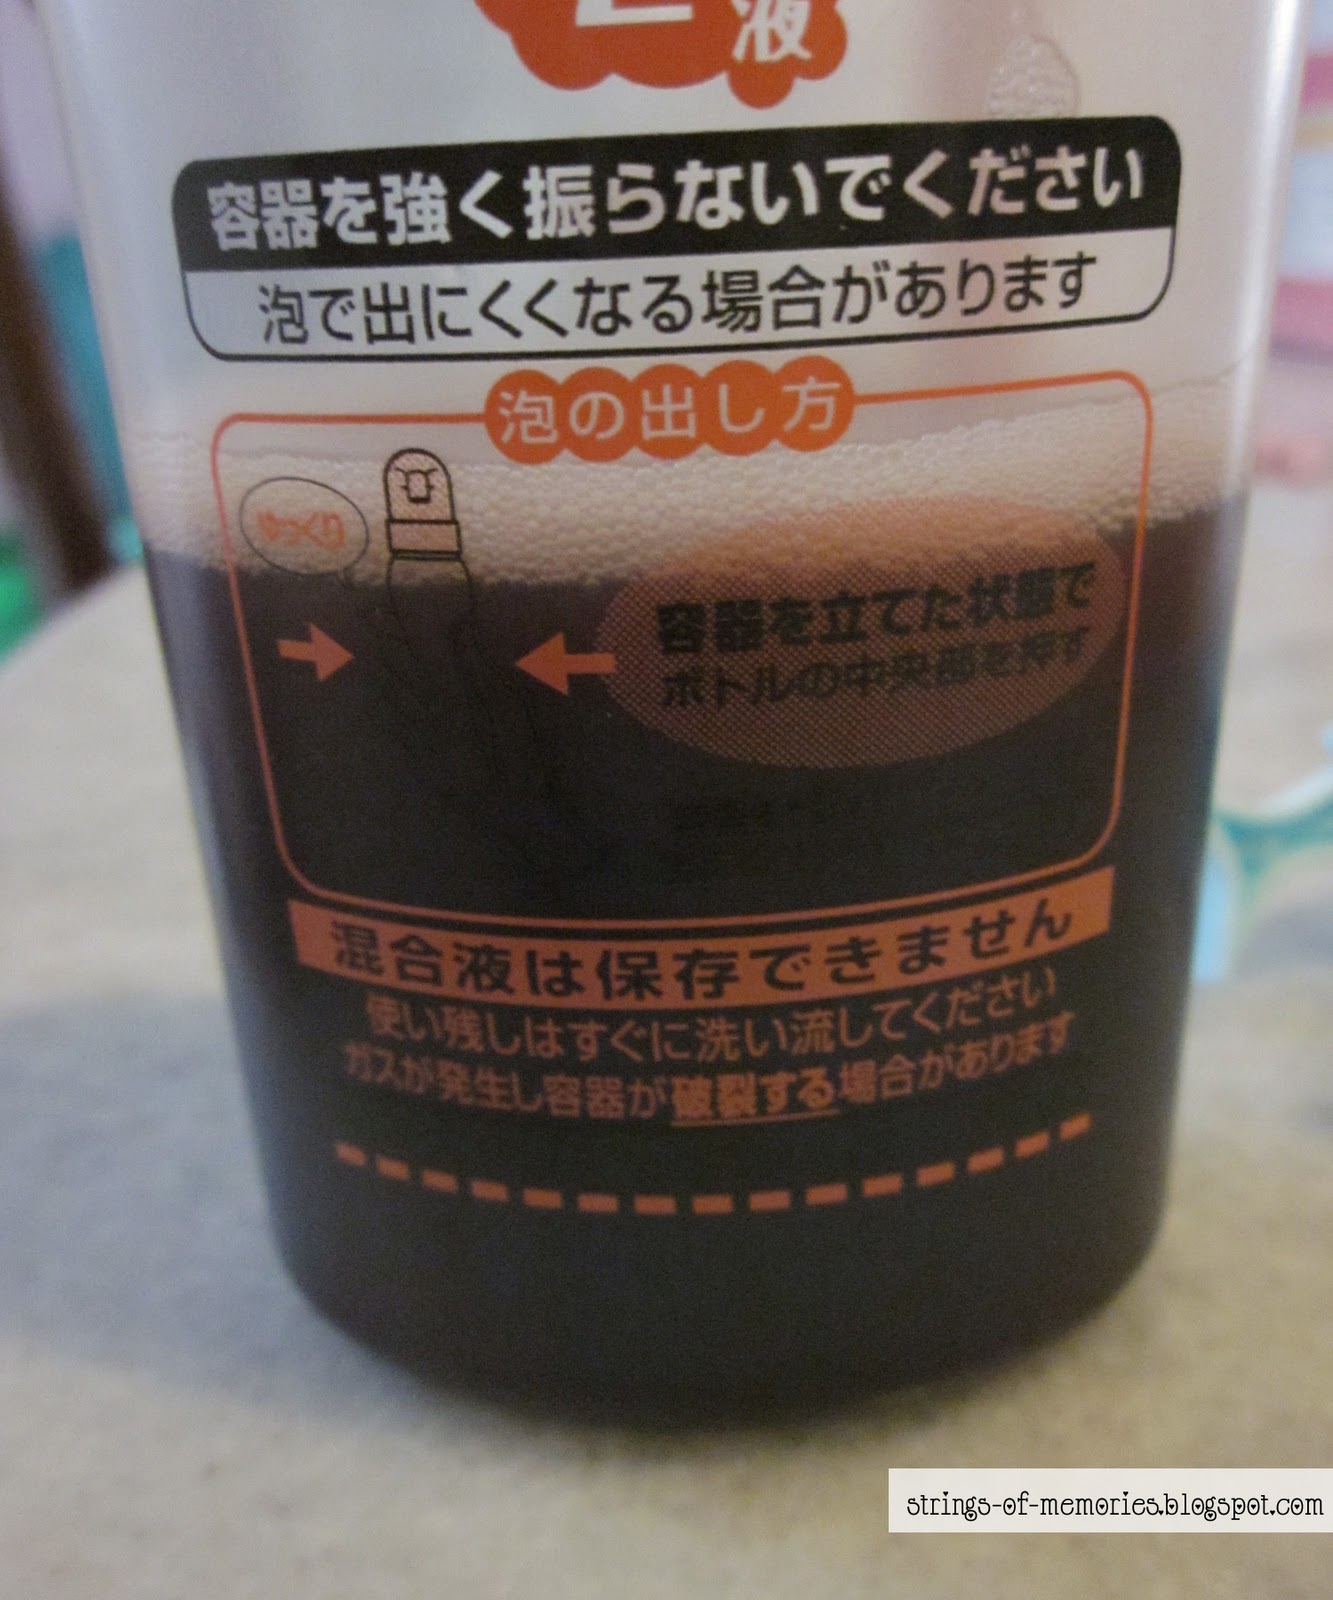 液
容器を強く振らないでください
泡で出にくくなる場合があります
泡の出し方
ゆっくり
容器を立てた状態で
ボトルの中央部を押す
混合液は保存できません
使い残しはすぐに洗い流してください
ガスが発生し容器が破裂する場合があります
strings-of-memories.blogspot.com